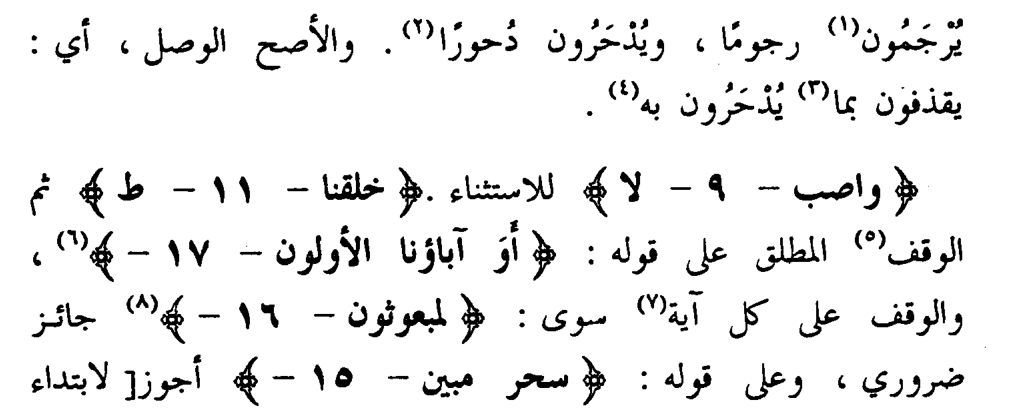 يُرْجَمُون(١) رجومًا ، ويُدْحَرُون دُحورًا(٢) . والأصح الوصل ، أي :
يقذفون بما(٣) يُدْحَرُون به(٤) .
﴿ واصب – ٩ – لا ﴾ للاستثناء . ﴿ خلقنا – ١١ – ط ﴾ ثم
الوقف(٥) المطلق على قوله : ﴿ أَوَ آباؤنا الأولون – ١٧ – ﴾(٦) ،
والوقف على كل آية(٧) سوى : ﴿ لمبعوثون – ١٦ – ﴾(٨) جائز
ضروري ، وعلى قوله : ﴿ سحر مبين – ١٥ – ﴾ أجوز[ لابتداء